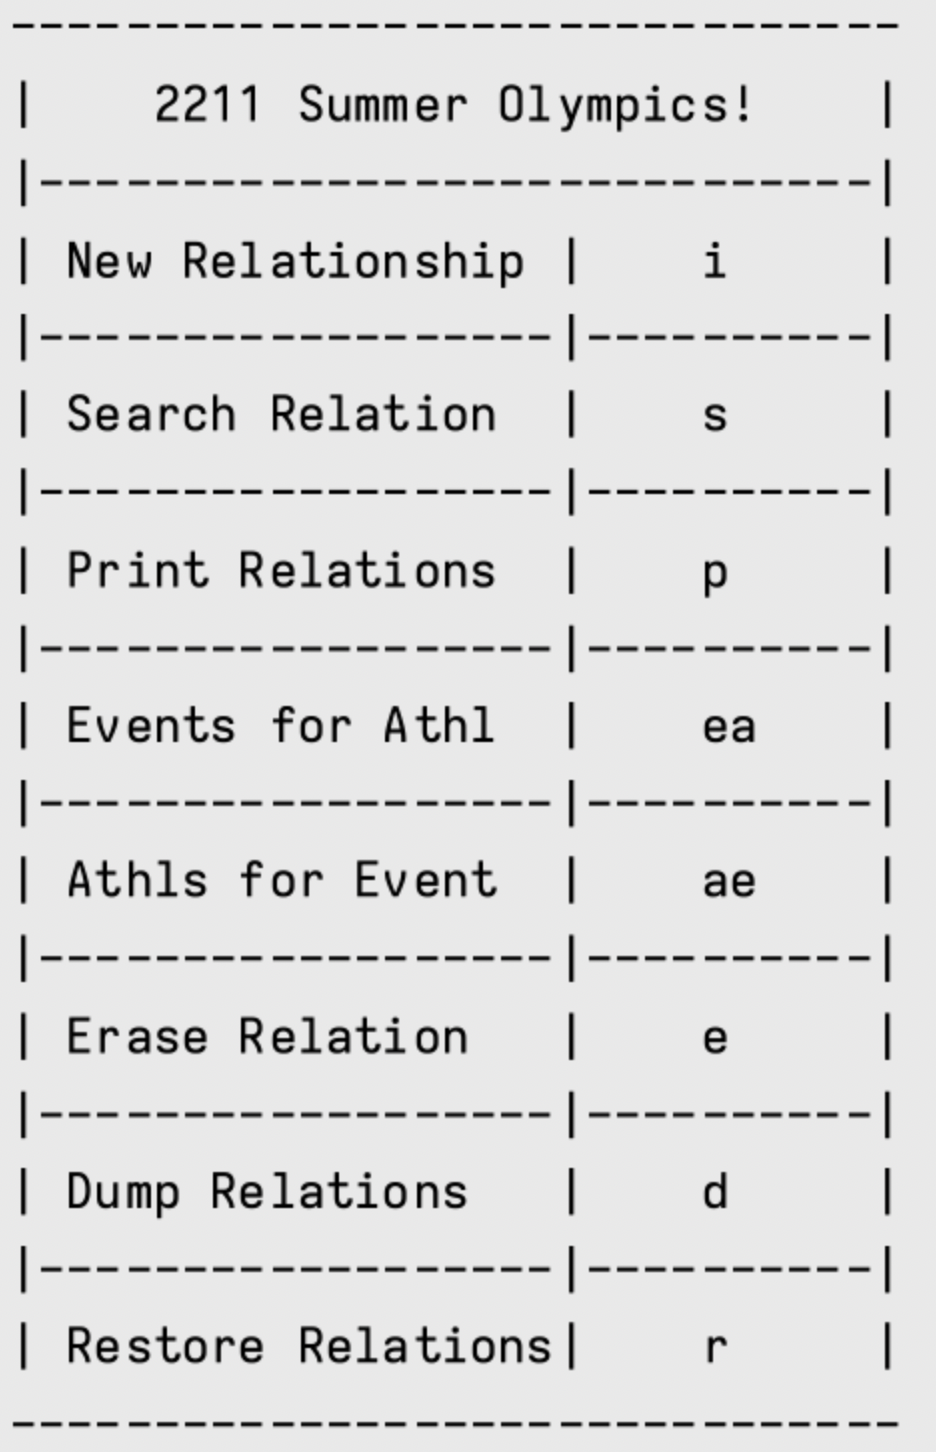 -------------------------------
|    2211 Summer Olympics!     |
|-----------------------------|
| New Relationship |    i     |
|------------------|----------|
| Search Relation  |    s     |
|------------------|----------|
| Print Relations  |    p     |
|------------------|----------|
| Events for Athl  |    ea    |
|------------------|----------|
| Athls for Event  |    ae    |
|------------------|----------|
| Erase Relation   |    e     |
|------------------|----------|
| Dump Relations   |    d     |
|------------------|----------|
| Restore Relations|    r     |
-------------------------------